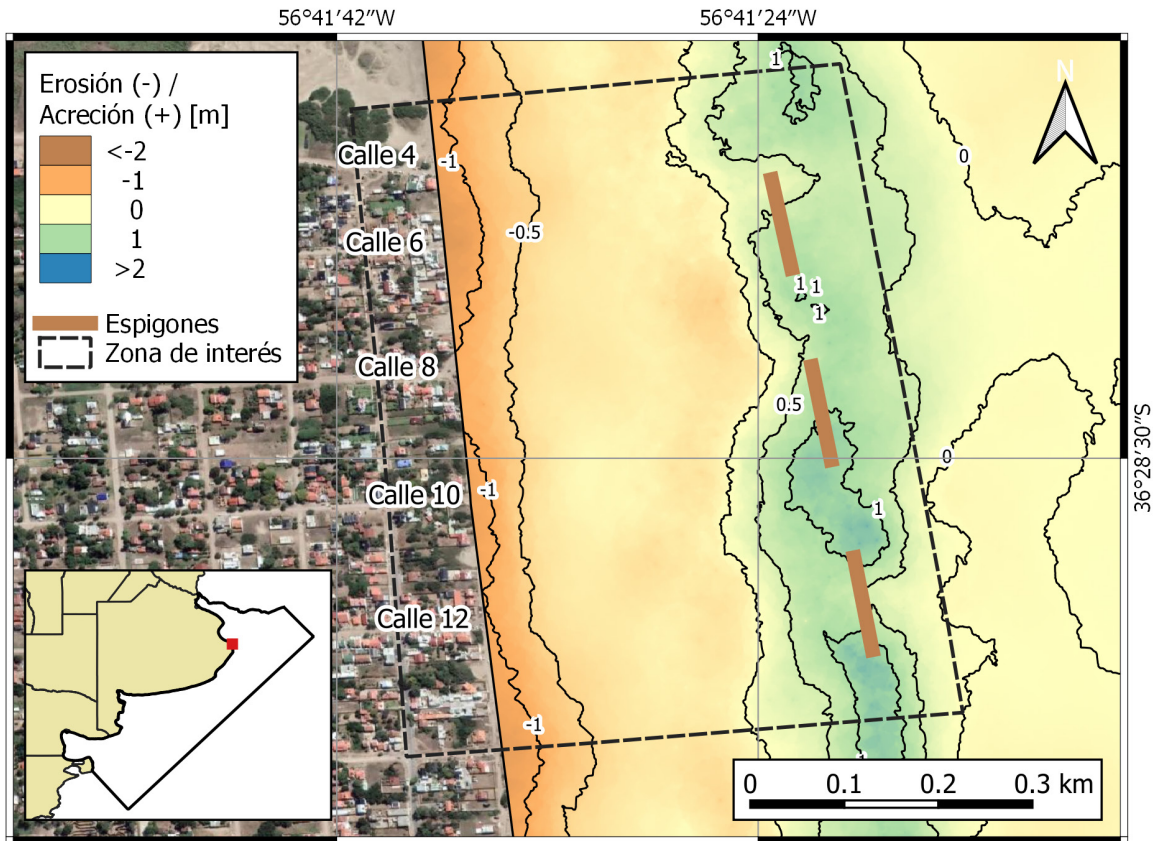 56°41′42″W
56°41′24″W
Erosión (-) /
Acreción (+) [m]
<-2
-1
0
1
>2
Espigones
Zona de interés
N
1
0
Calle 4
-1
Calle 6
-0.5
1
1
1
Calle 8
0.5
0
36°28′30″S
Calle 10
-1
1
Calle 12
-1
1
0
0.1
0.2
0.3 km